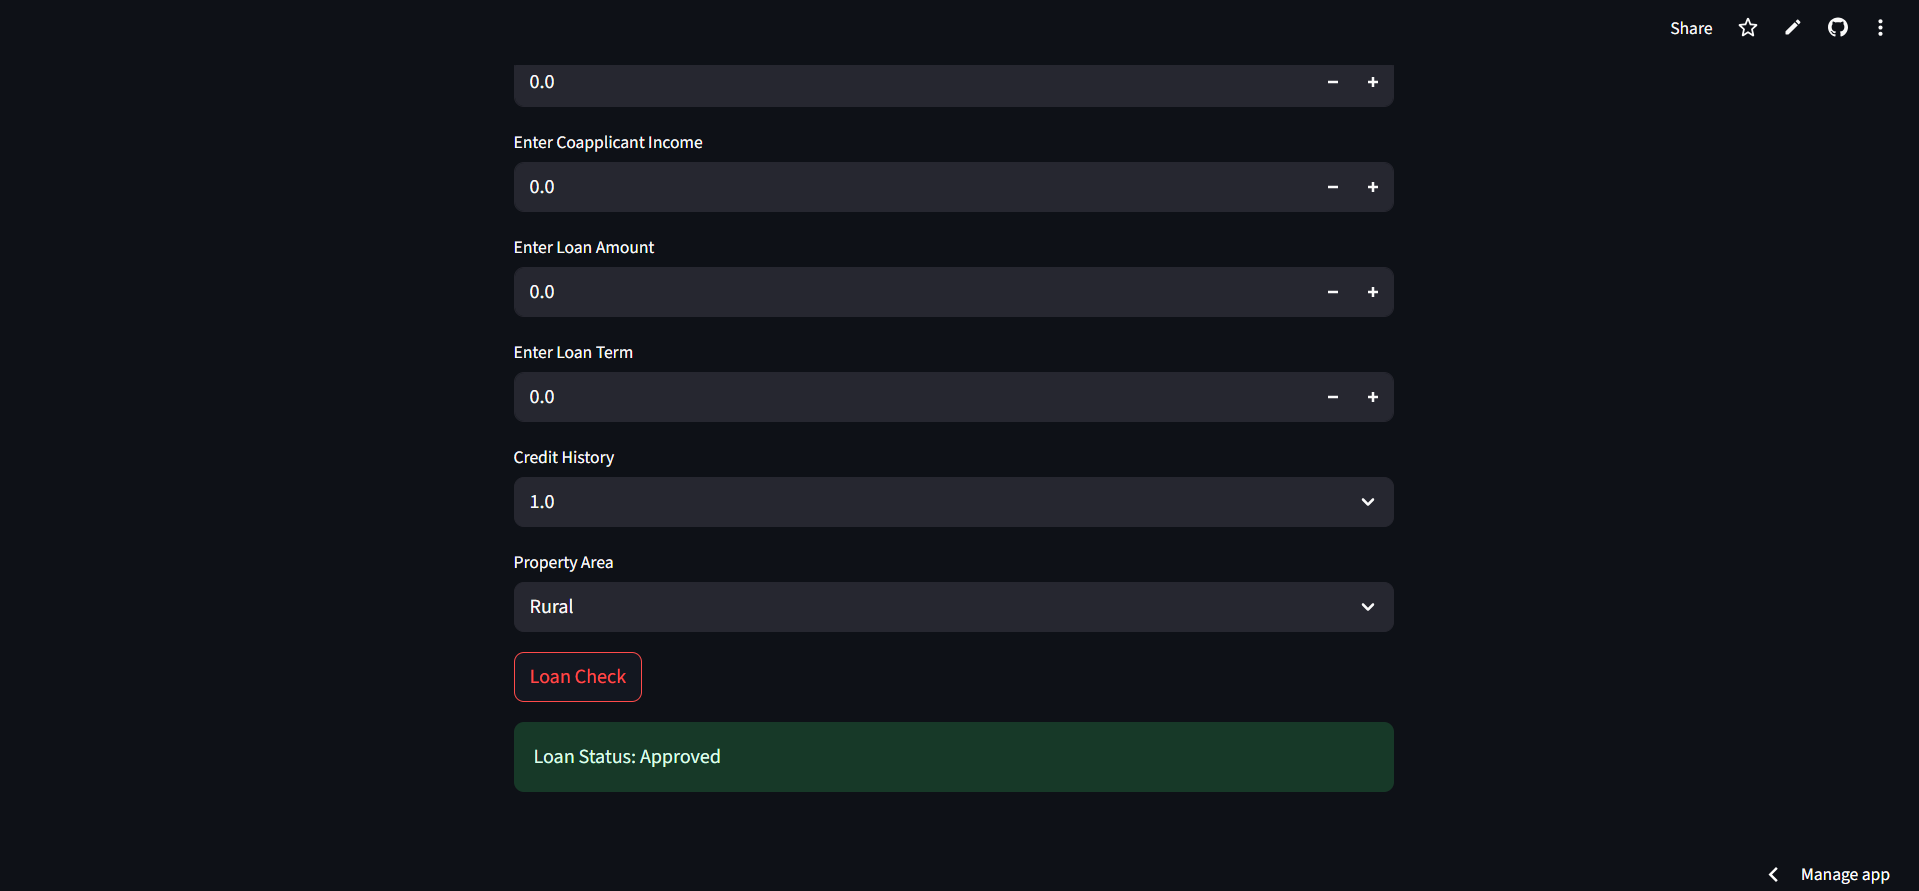 Share
0.0
Enter Coapplicant Income
0.0
Enter Loan Amount
0.0
Enter Loan Term
0.0
Credit History
1.0
Property Area
Rural
Loan Check
Loan Status: Approved
Manage app